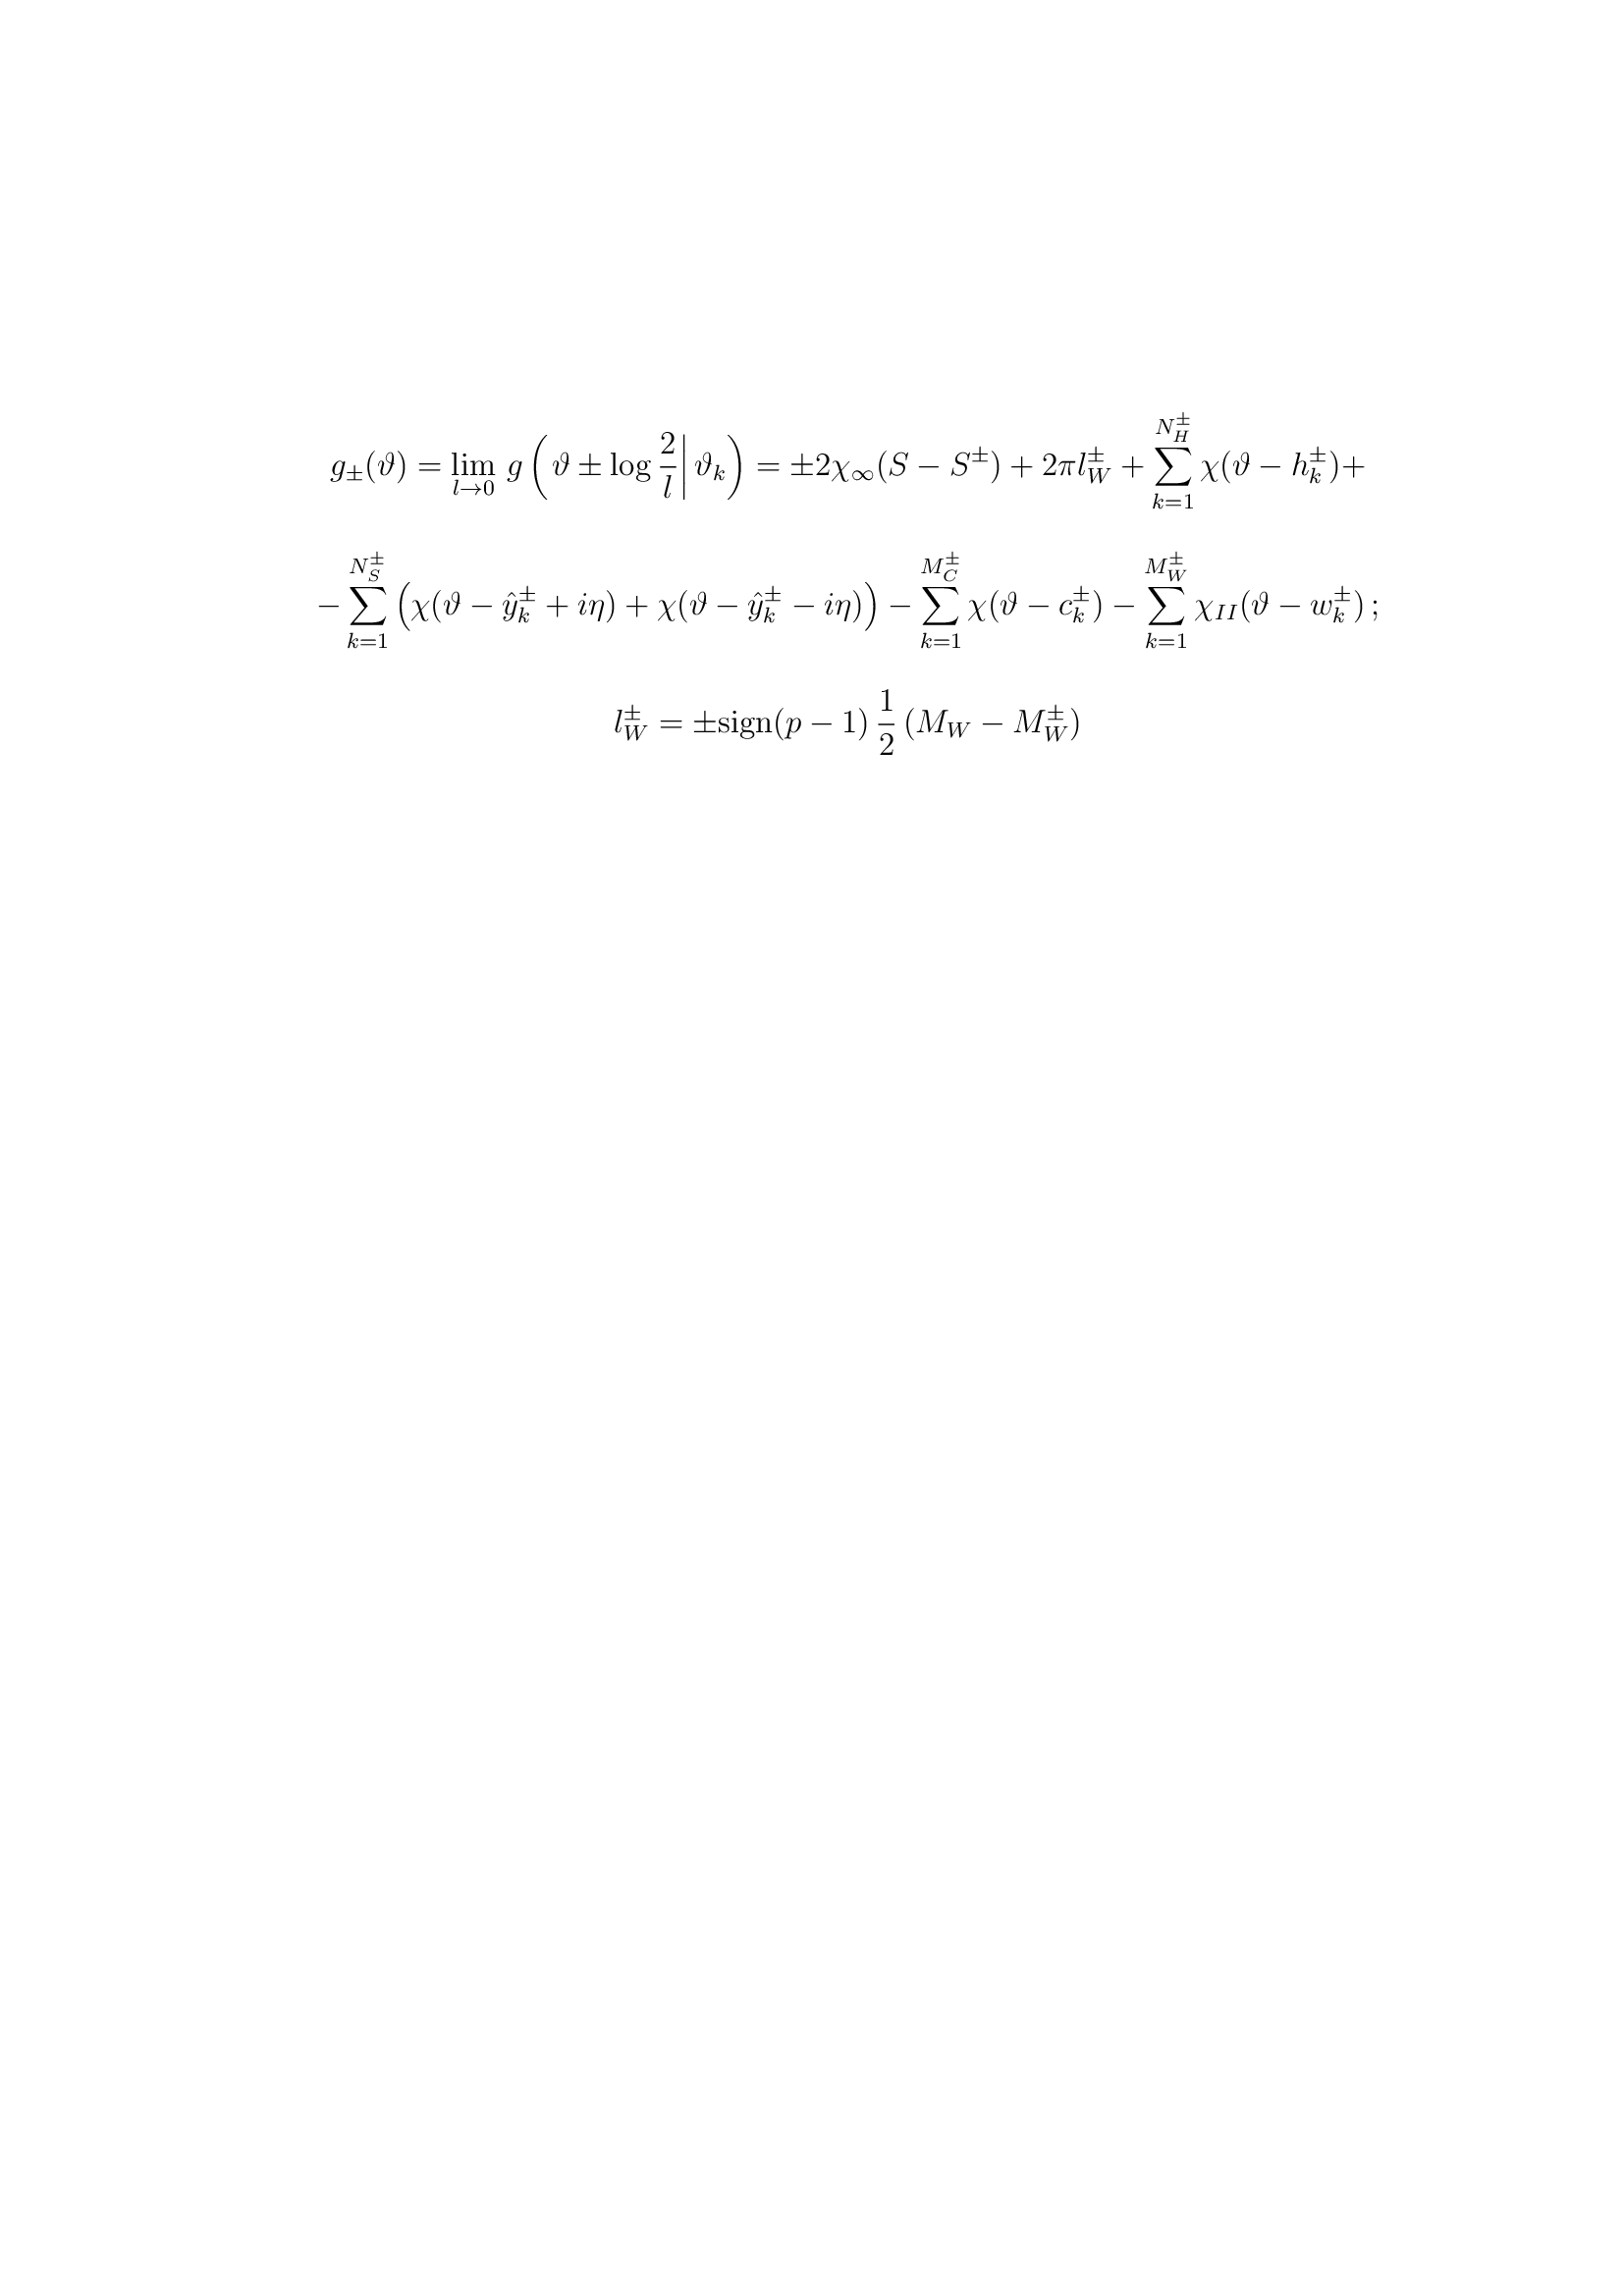 $g_{\pm}(\vartheta) = \lim_{l \to 0} g\left( \vartheta \pm \log \frac{2}{l} \middle| \vartheta_k \right) = \pm 2\chi_{\infty}(S - S^{\pm}) + 2\pi l_W^{\pm} + \sum_{k=1}^{N_H^{\pm}} \chi(\vartheta - h_k^{\pm}) +$
$- \sum_{k=1}^{N_S^{\pm}} \left( \chi(\vartheta - \hat{y}_k^{\pm} + i\eta) + \chi(\vartheta - \hat{y}_k^{\pm} - i\eta) \right) - \sum_{k=1}^{M_C^{\pm}} \chi(\vartheta - c_k^{\pm}) - \sum_{k=1}^{M_W^{\pm}} \chi_{II}(\vartheta - w_k^{\pm}) \, ;$
$l_W^{\pm} = \pm \mathrm{sign}(p - 1) \, \frac{1}{2} \, (M_W - M_W^{\pm})$